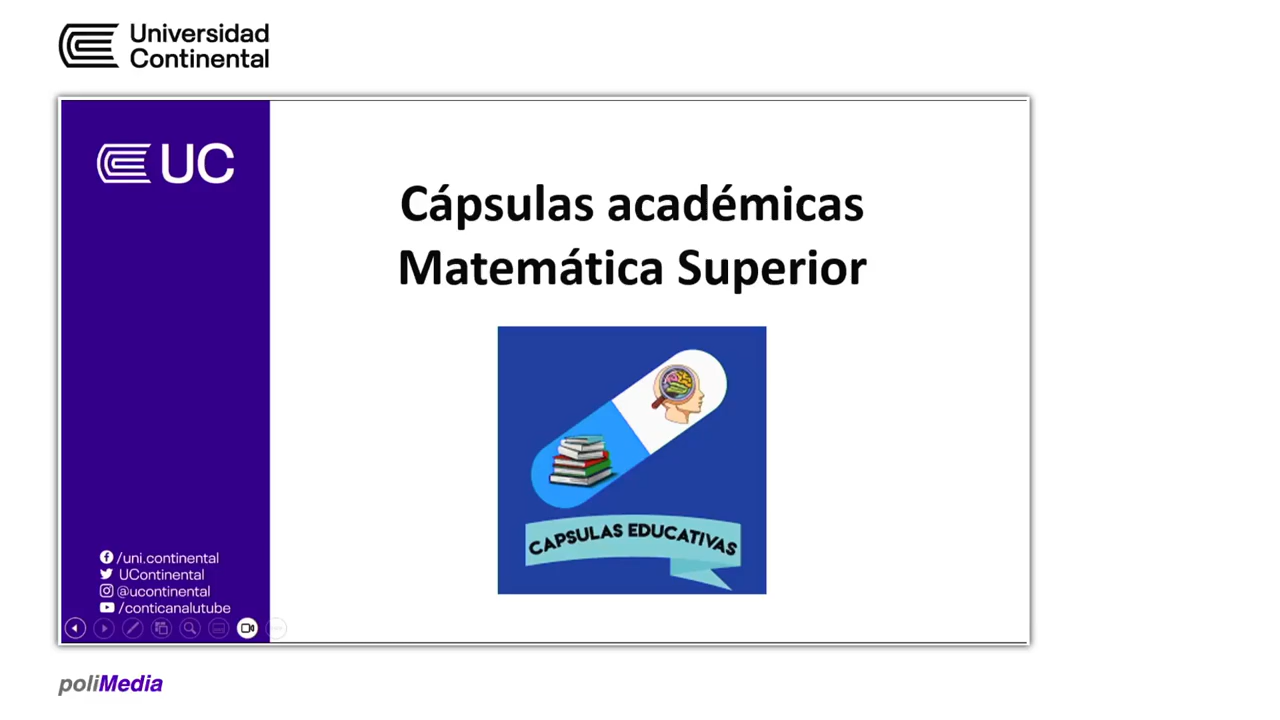 Universidad
Continental
UC
Cápsulas académicas
Matemática Superior
CAPSULAS EDUCATIVAS
/uni.continental
UContinental
@ucontinental
/conticanalutube
poliMedia